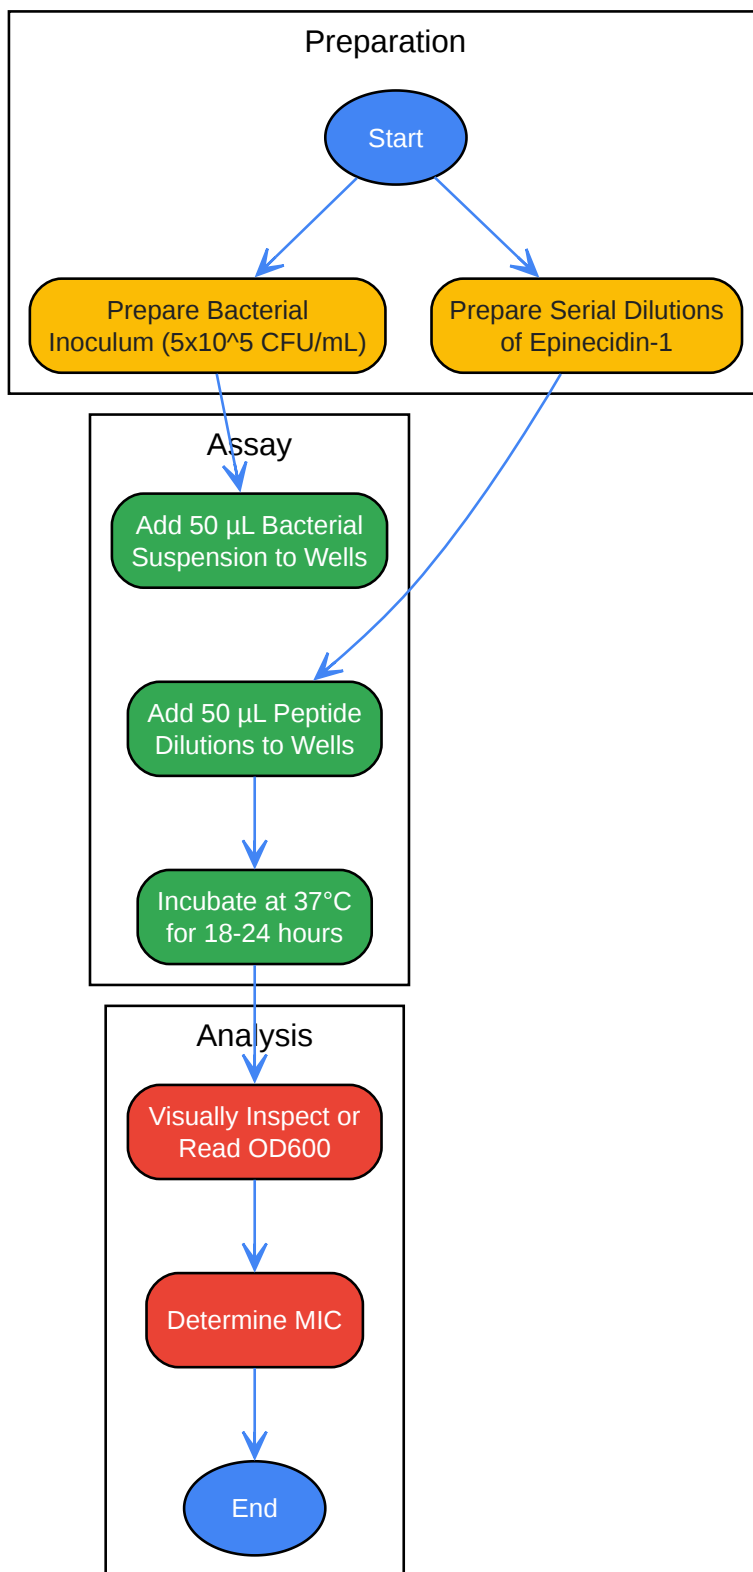 Preparation
Start
Prepare Bacterial
Inoculum (5x10^5 CFU/mL)
Prepare Serial Dilutions
of Epinecidin-1
Assay
Add 50 µL Bacterial
Suspension to Wells
Add 50 µL Peptide
Dilutions to Wells
Incubate at 37°C
for 18-24 hours
Analysis
Visually Inspect or
Read OD600
Determine MIC
End